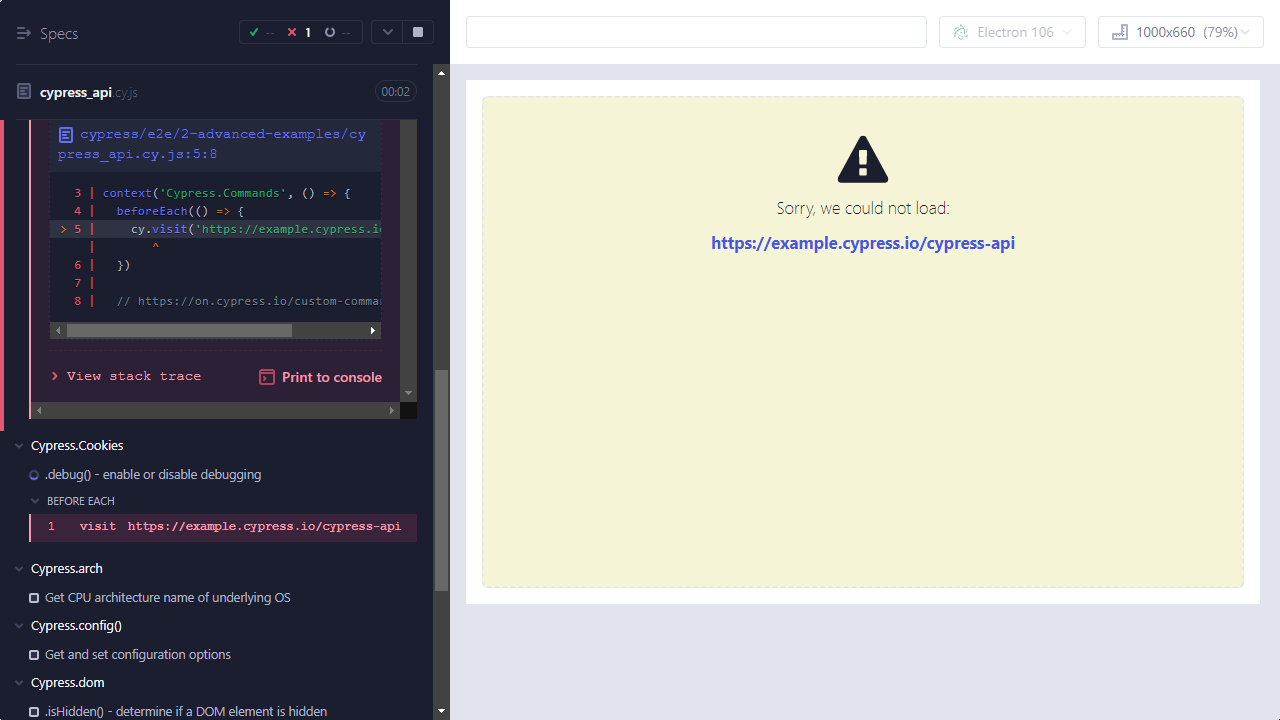 Specs
-- 1 --
cypress_api.cy.js 00:02
cypress/e2e/2-advanced-examples/cy
press_api.cy.js:5:8
3 | context('Cypress.Commands', () => {
4 |   beforeEach(() => {
> 5 |     cy.visit('https://example.cypress.io
|        ^
6 |   })
7 |
8 |   // https://on.cypress.io/custom-comman
View stack trace
Print to console
Cypress.Cookies
.debug() - enable or disable debugging
BEFORE EACH
1 visit https://example.cypress.io/cypress-api
Cypress.arch
Get CPU architecture name of underlying OS
Cypress.config()
Get and set configuration options
Cypress.dom
.isHidden() - determine if a DOM element is hidden
Electron 106
1000x660 (79%)
Sorry, we could not load:
https://example.cypress.io/cypress-api